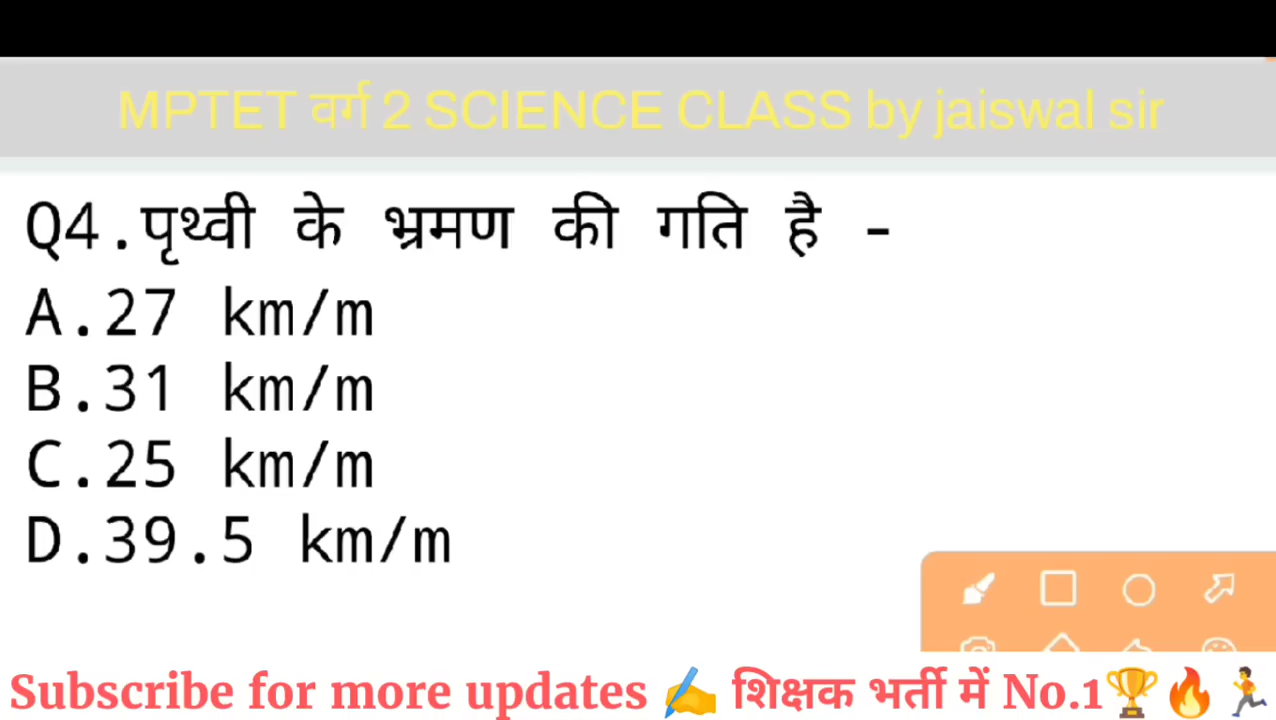 MPTET वर्ग 2 SCIENCE CLASS by jaiswal sir
Q4.पृथ्वी के भ्रमण की गति है -
A.27 km/m
B.31 km/m
C.25 km/m
D.39.5 km/m
Subscribe for more updates ✍️ शिक्षक भर्ती में No.1🏆🔥🏃